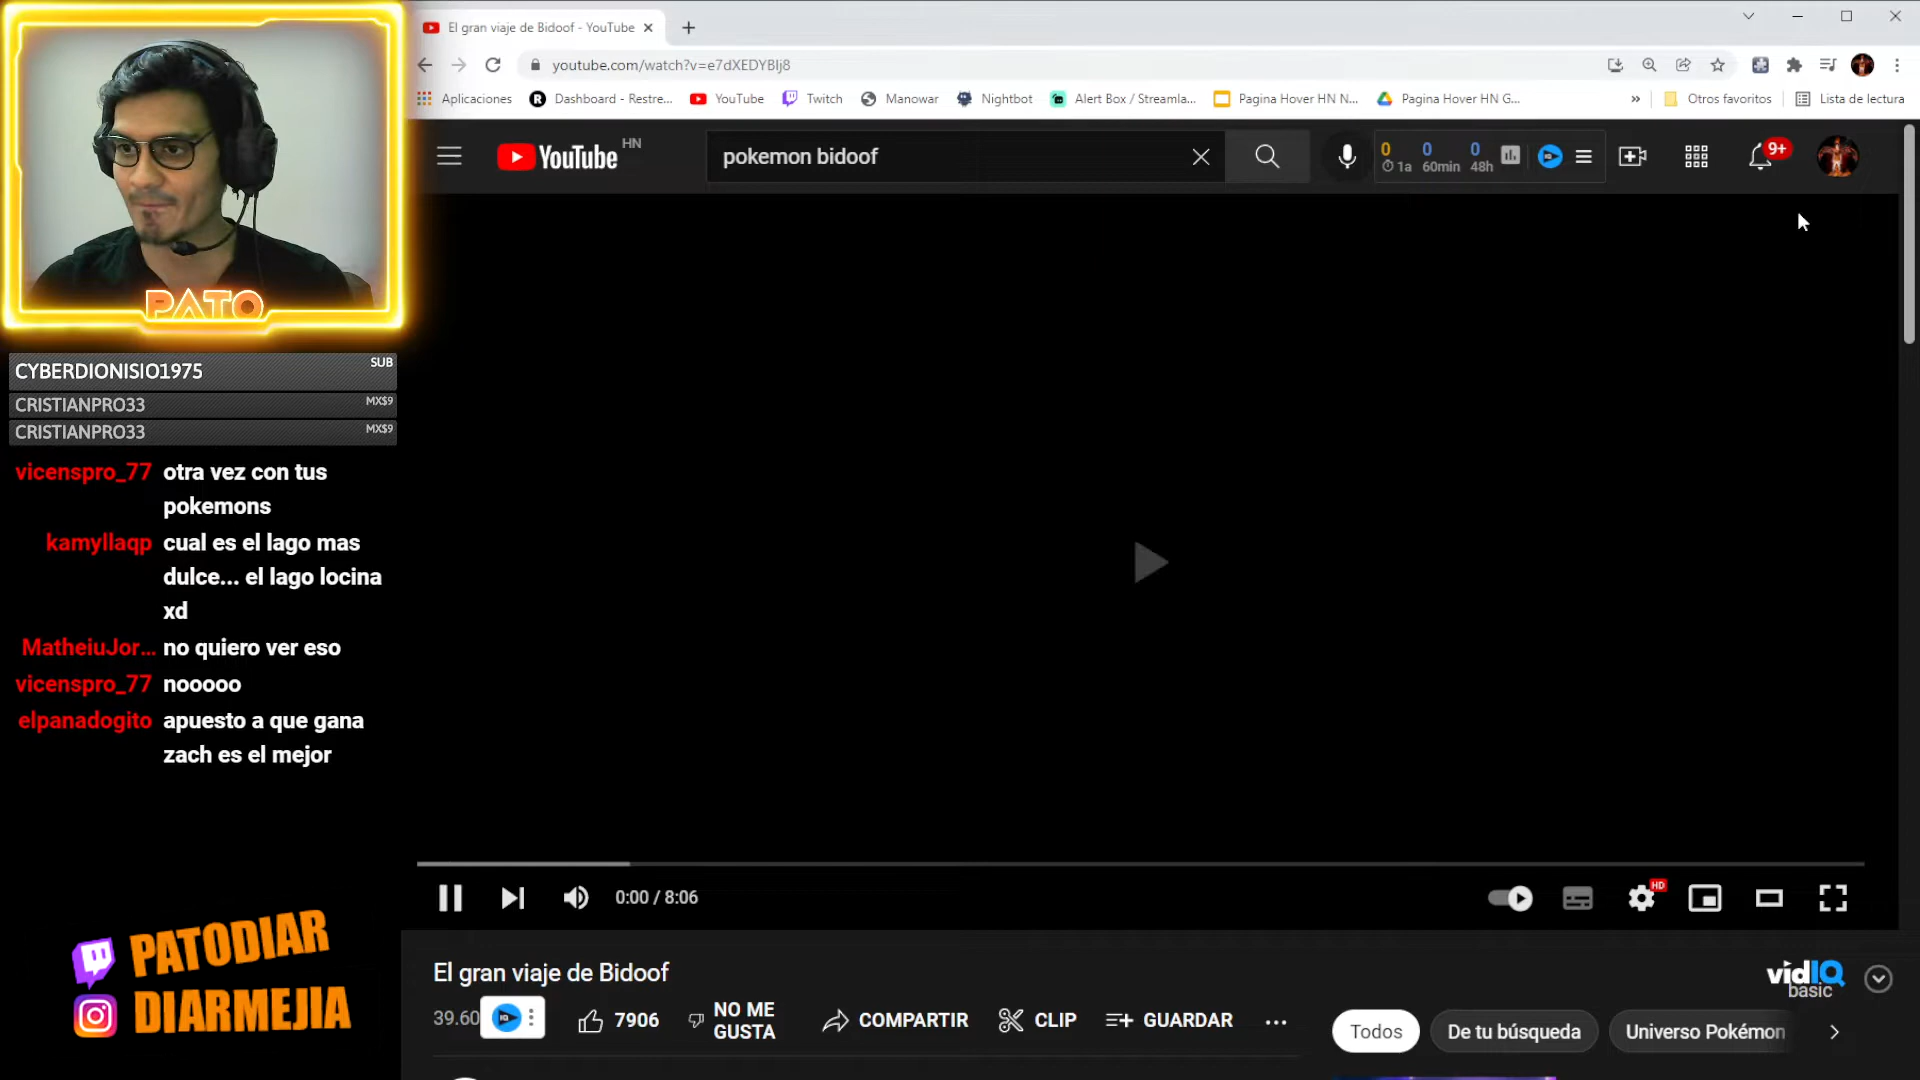 El gran viaje de Bidoof - YouTube
youtube.com/watch?v=e7dXEDYBIj8
Aplicaciones Dashboard - Restre... YouTube Twitch Manowar Nightbot Alert Box / Streamla... Pagina Hover HN N... Pagina Hover HN G... » Otros favoritos Lista de lectura
YouTube HN
pokemon bidoof
0 0 0
1a 60min 48h
9+
PATO
CYBERDIONISIO1975 SUB
CRISTIANPRO33 MX$9
CRISTIANPRO33 MX$9
vicenspro_77 otra vez con tus
pokemons
kamyllaqp cual es el lago mas
dulce... el lago locina
xd
MatheiuJor... no quiero ver eso
vicenspro_77 nooooo
elpanadogito apuesto a que gana
zach es el mejor
PATODIAR
DIARMEJIA
0:00 / 8:06
HD
El gran viaje de Bidoof
vidIQ
basic
39.60
IQ
7906
NO ME
GUSTA
COMPARTIR
CLIP
GUARDAR
Todos
De tu búsqueda
Universo Pokémon